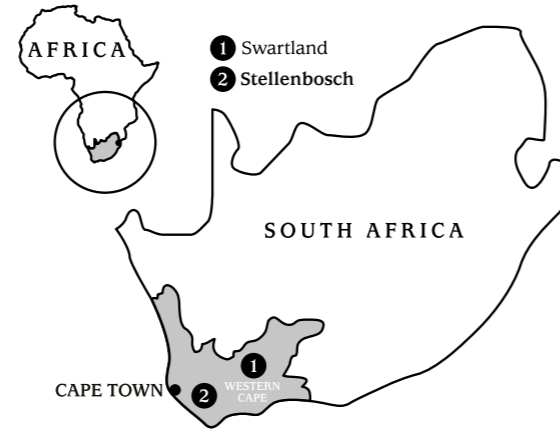 AFRICA
1 Swartland
2 Stellenbosch
SOUTH AFRICA
1
CAPE TOWN
2
WESTERN
CAPE